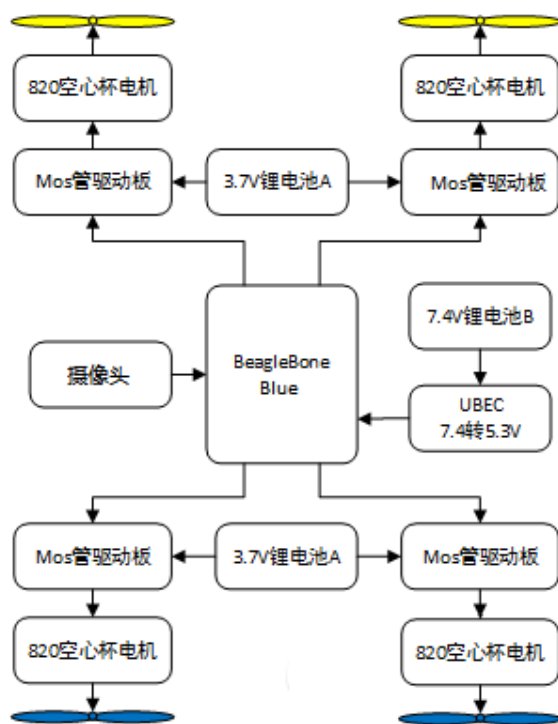 820空心杯电机
820空心杯电机
Mos管驱动板
3.7V锂电池A
Mos管驱动板
BeagleBone
Blue
7.4V锂电池B
摄像头
UBEC
7.4转5.3V
Mos管驱动板
3.7V锂电池A
Mos管驱动板
820空心杯电机
820空心杯电机